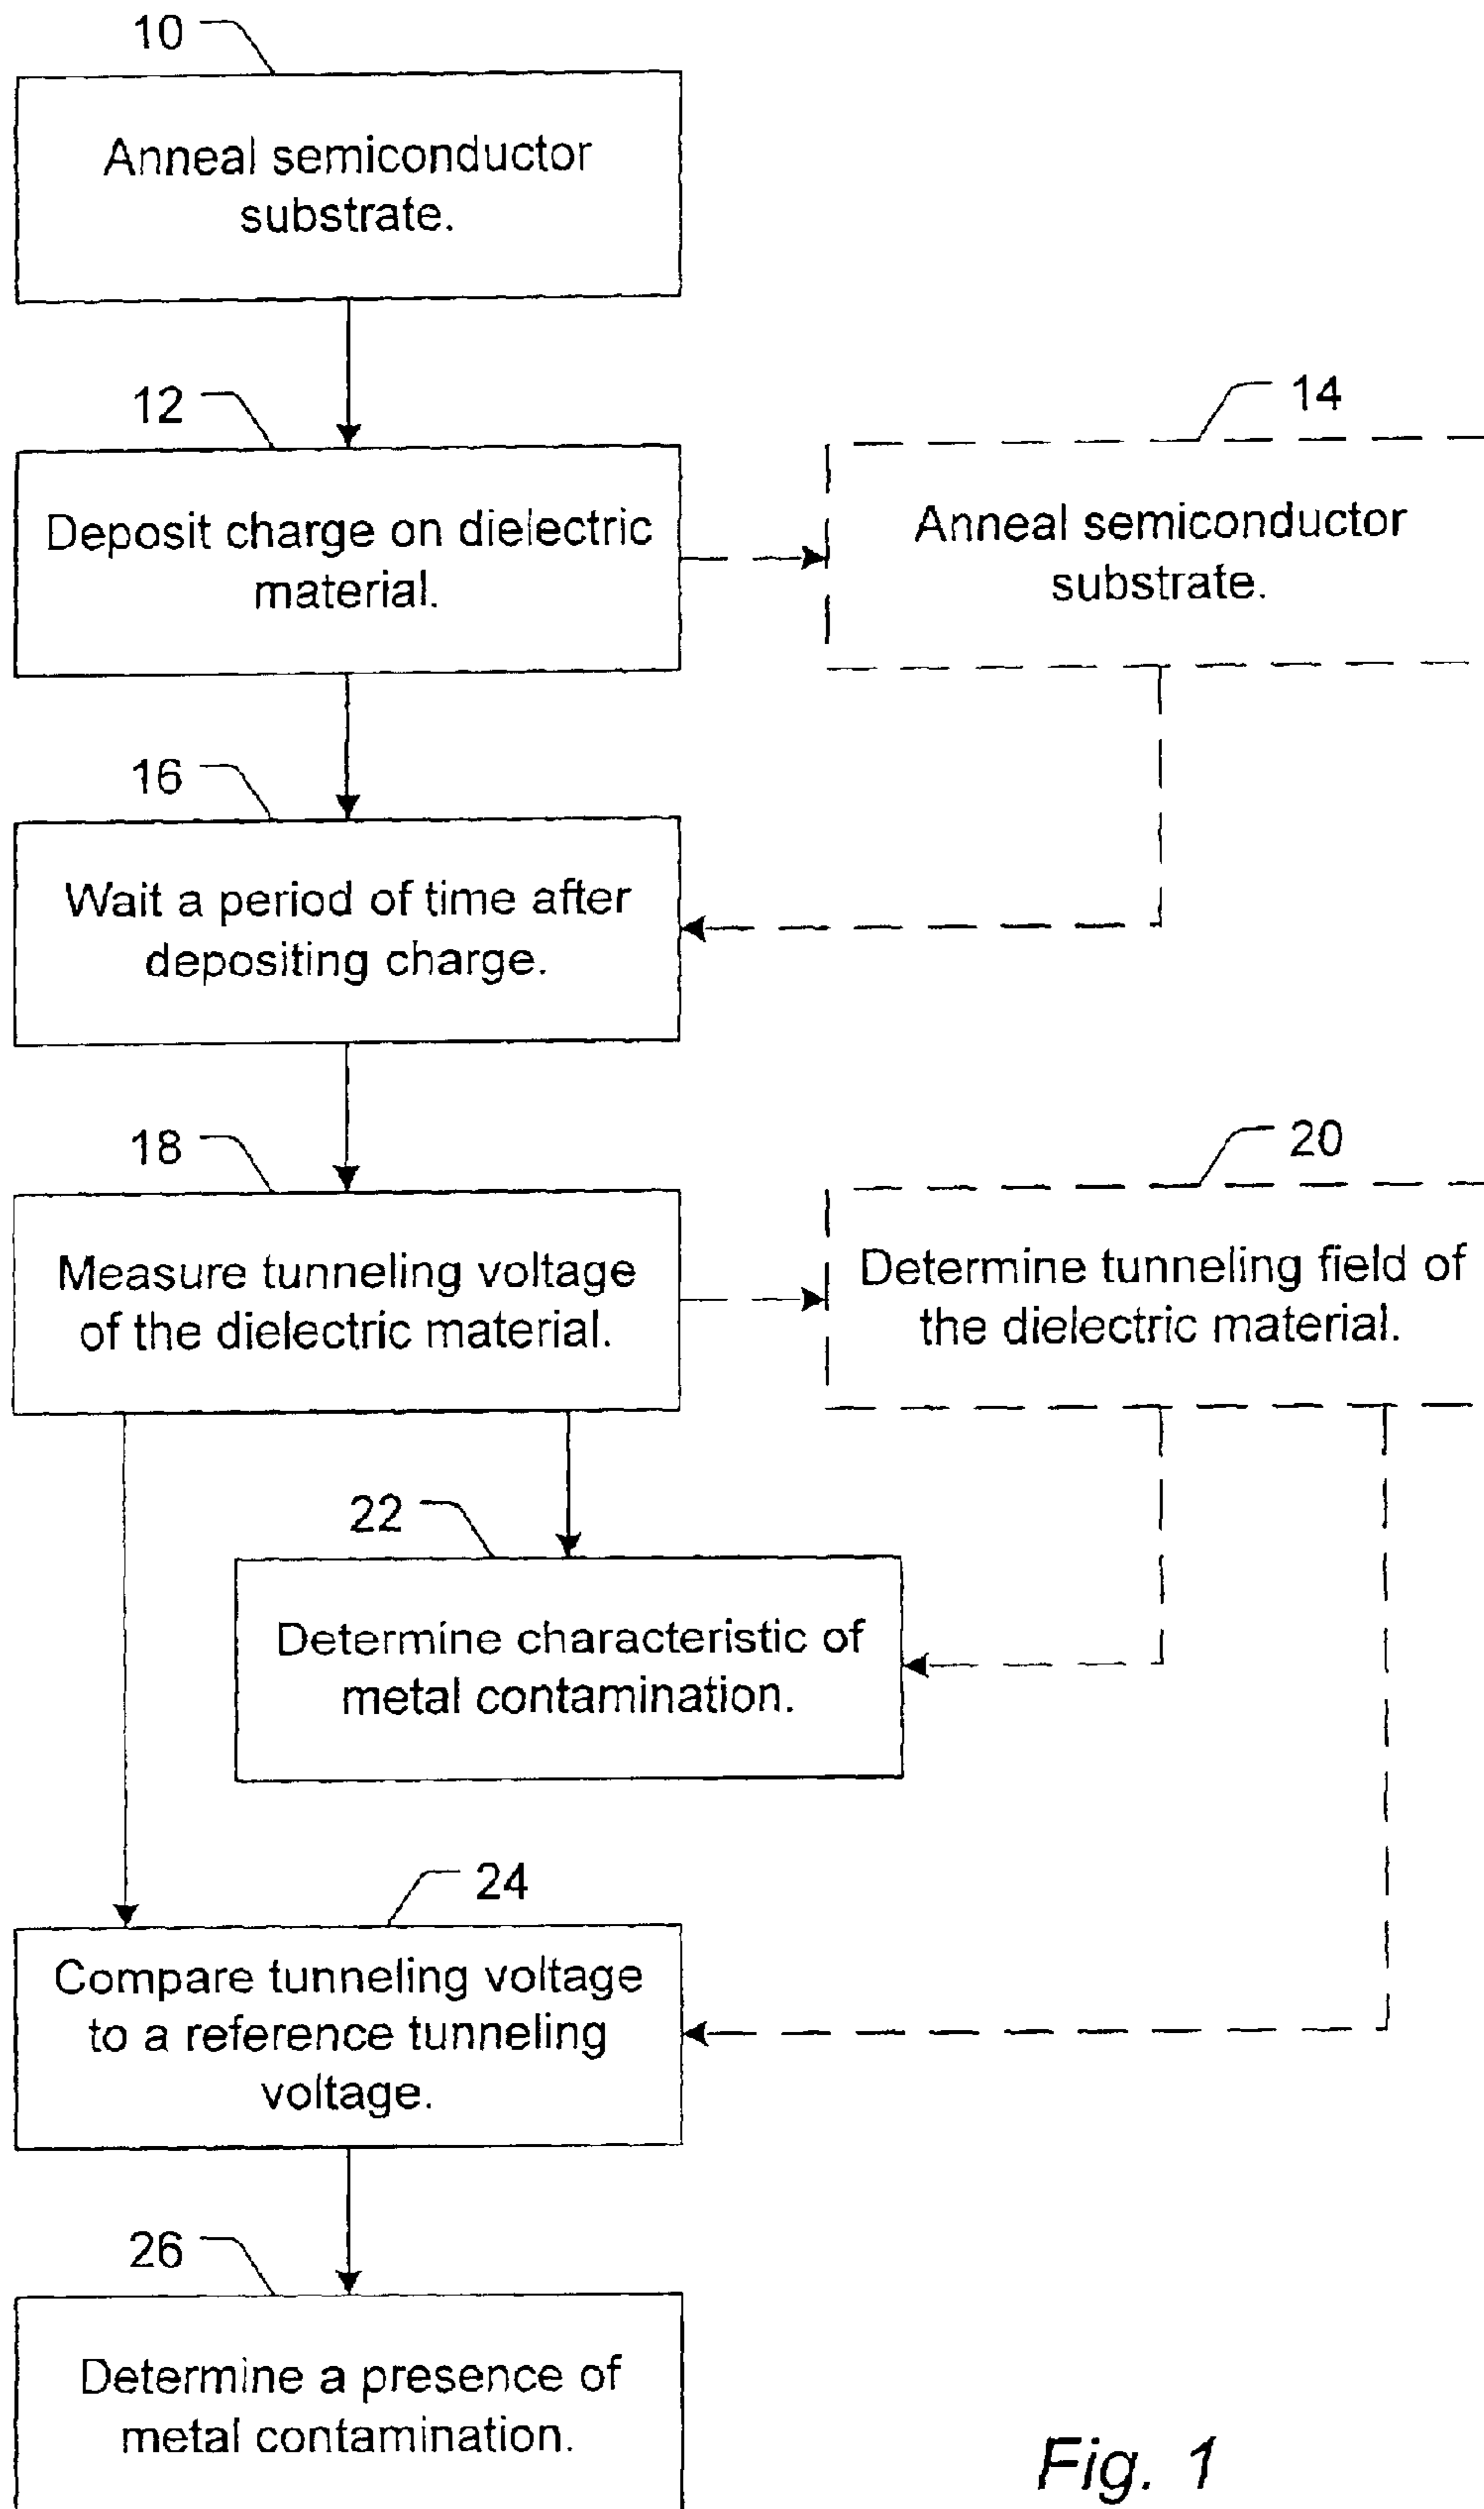 10
Anneal semiconductor
substrate.
12
Deposit charge on dielectric
material.
14
Anneal semiconductor
substrate.
16
Wait a period of time after
depositing charge.
18
Measure tunneling voltage
of the dielectric material.
20
Determine tunneling field of
the dielectric material.
22
Determine characteristic of
metal contamination.
24
Compare tunneling voltage
to a reference tunneling
voltage.
26
Determine a presence of
metal contamination.
Fig. 1